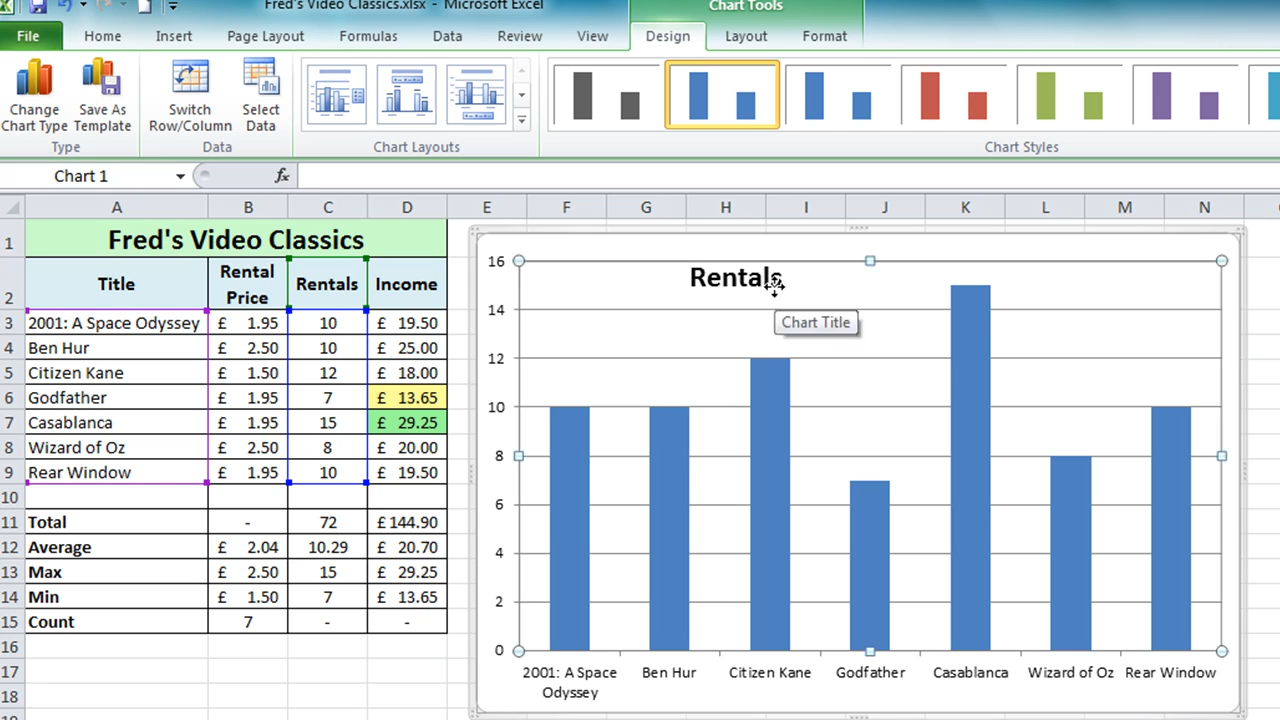 Fred's Video Classics.xlsx - Microsoft Excel
Chart Tools
File Home Insert Page Layout Formulas Data Review View Design Layout Format
Change Chart Type
Save As Template
Switch Row/Column
Select Data
Type Data Chart Layouts Chart Styles
Chart 1 fx
A B C D E F G H I J K L M N
1 Fred's Video Classics
2 Title Rental Price Rentals Income
3 2001: A Space Odyssey £ 1.95 10 £ 19.50
4 Ben Hur £ 2.50 10 £ 25.00
5 Citizen Kane £ 1.50 12 £ 18.00
6 Godfather £ 1.95 7 £ 13.65
7 Casablanca £ 1.95 15 £ 29.25
8 Wizard of Oz £ 2.50 8 £ 20.00
9 Rear Window £ 1.95 10 £ 19.50
10
11 Total - 72 £144.90
12 Average £ 2.04 10.29 £ 20.70
13 Max £ 2.50 15 £ 29.25
14 Min £ 1.50 7 £ 13.65
15 Count 7 - -
16
17
18
Rentals
Chart Title
16
14
12
10
8
6
4
2
0
2001: A Space Odyssey Ben Hur Citizen Kane Godfather Casablanca Wizard of Oz Rear Window